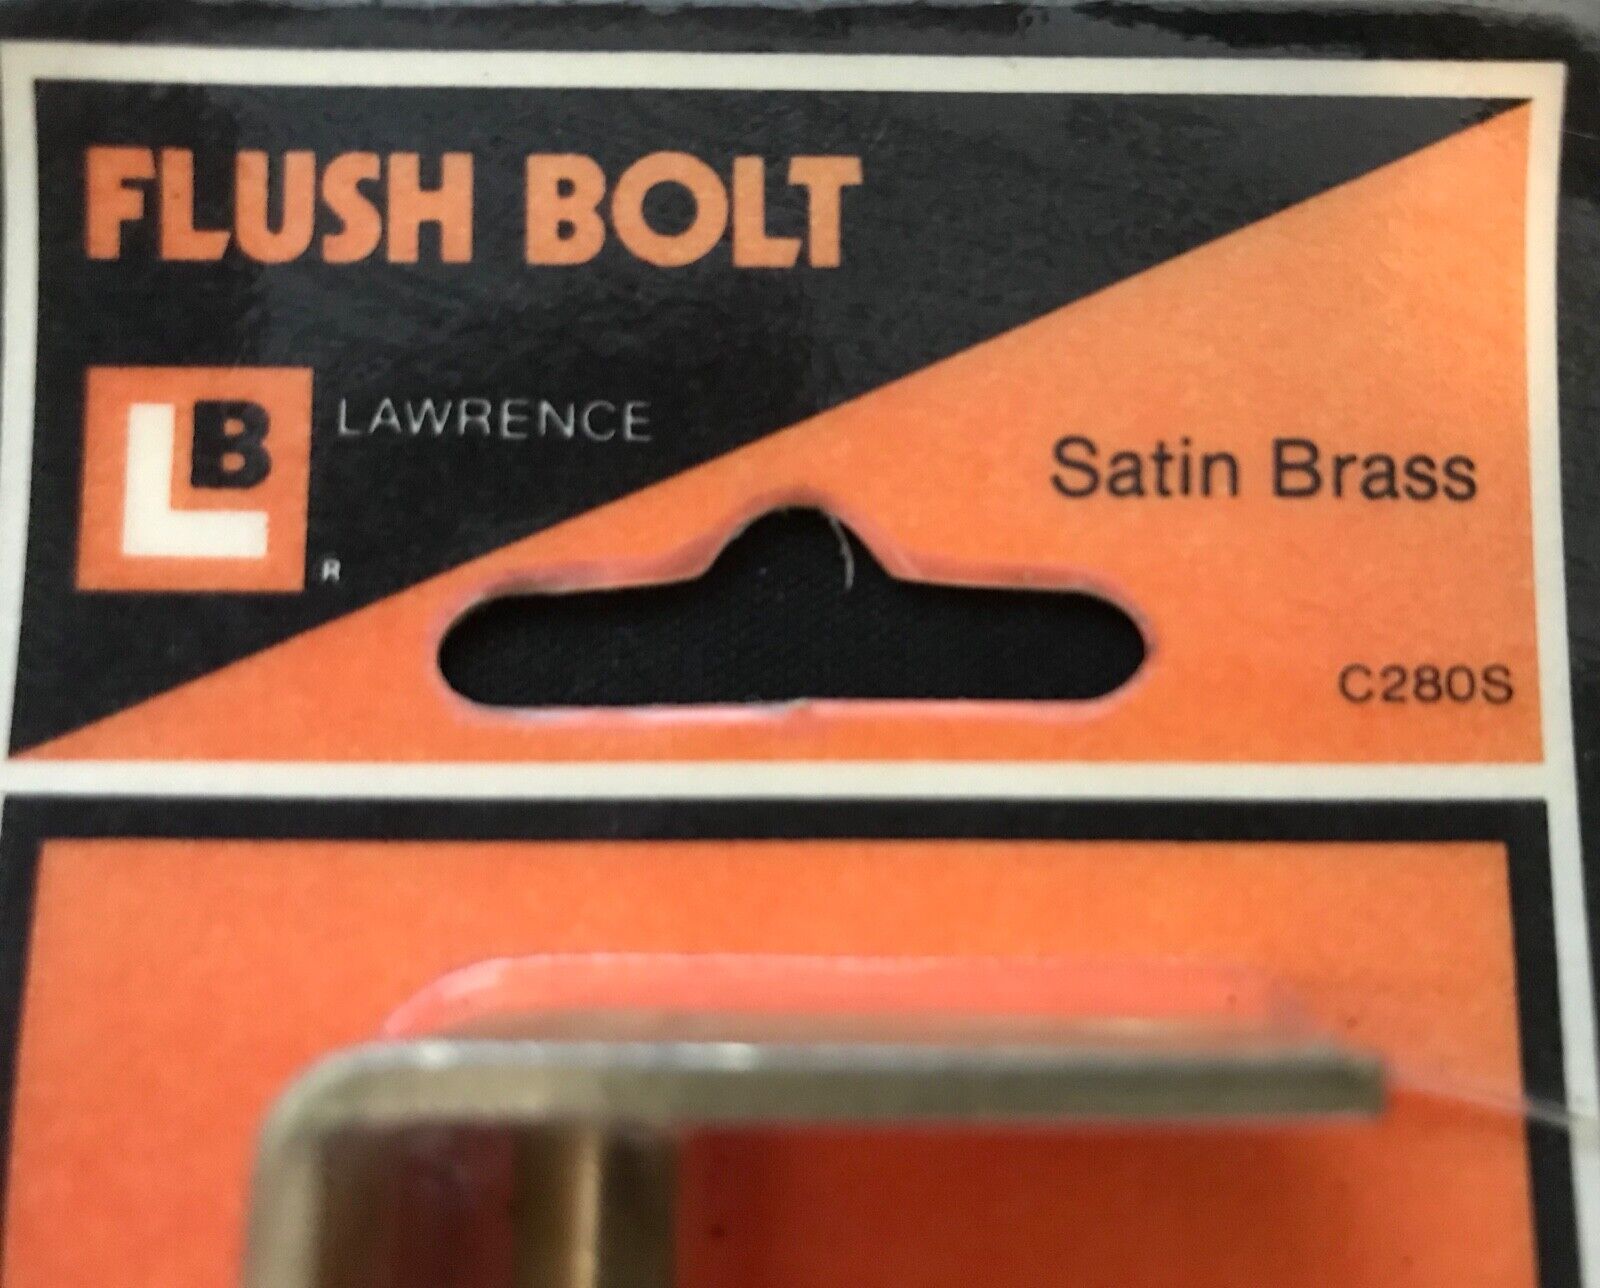 FLUSH BOLT
LB
LAWRENCE
R
Satin Brass
C280S